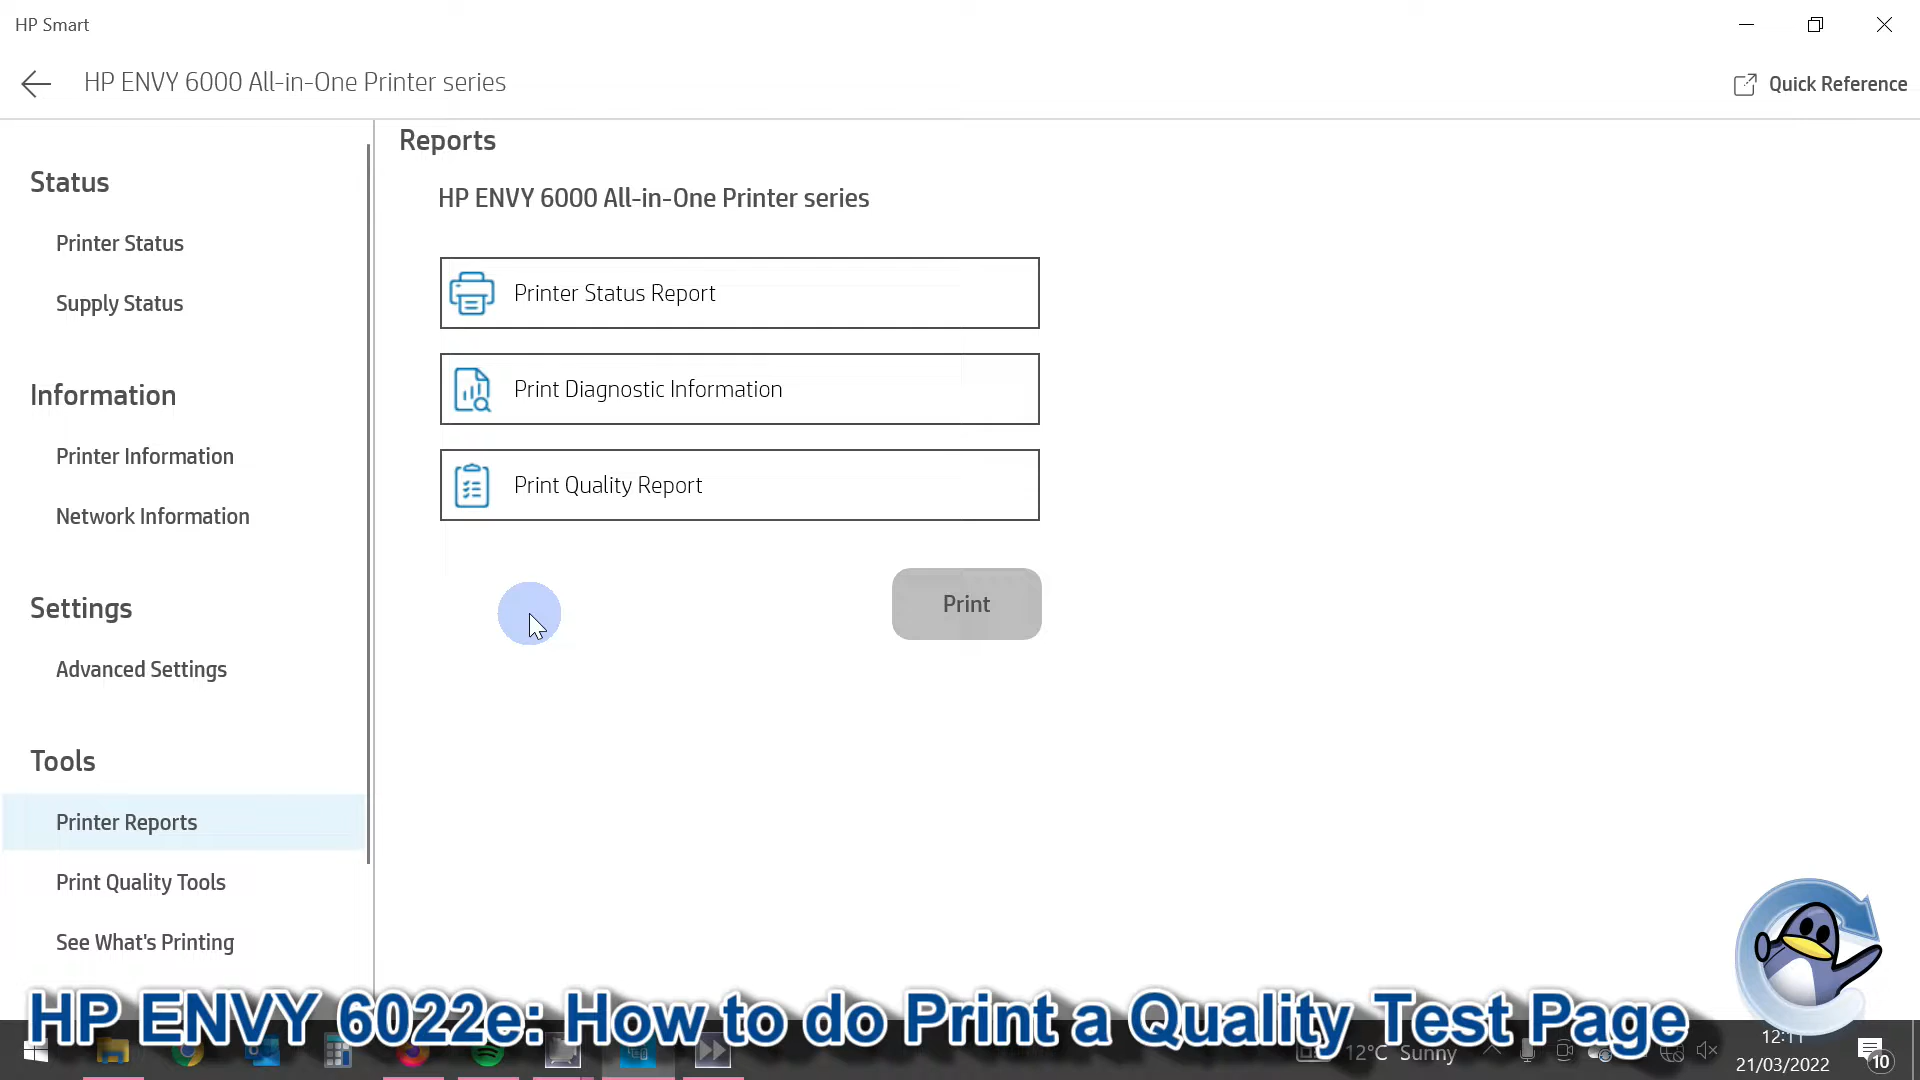 HP Smart
HP ENVY 6000 All-in-One Printer series
Quick Reference
Status
Printer Status
Supply Status
Information
Printer Information
Network Information
Settings
Advanced Settings
Tools
Printer Reports
Print Quality Tools
See What's Printing
Reports
HP ENVY 6000 All-in-One Printer series
Printer Status Report
Print Diagnostic Information
Print Quality Report
Print
HP ENVY 6022e: How to do Print a Quality Test Page
12°C Sunny
12:11
21/03/2022
10